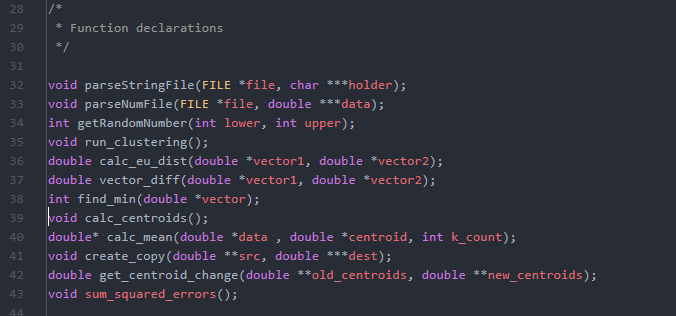 28 /*
29  * Function declarations
30  */
31
32 void parseStringFile(FILE *file, char ***holder);
33 void parseNumFile(FILE *file, double ***data);
34 int getRandomNumber(int lower, int upper);
35 void run_clustering();
36 double calc_eu_dist(double *vector1, double *vector2);
37 double vector_diff(double *vector1, double *vector2);
38 int find_min(double *vector);
39 void calc_centroids();
40 double* calc_mean(double *data , double *centroid, int k_count);
41 void create_copy(double **src, double ***dest);
42 double get_centroid_change(double **old_centroids, double **new_centroids);
43 void sum_squared_errors();
44